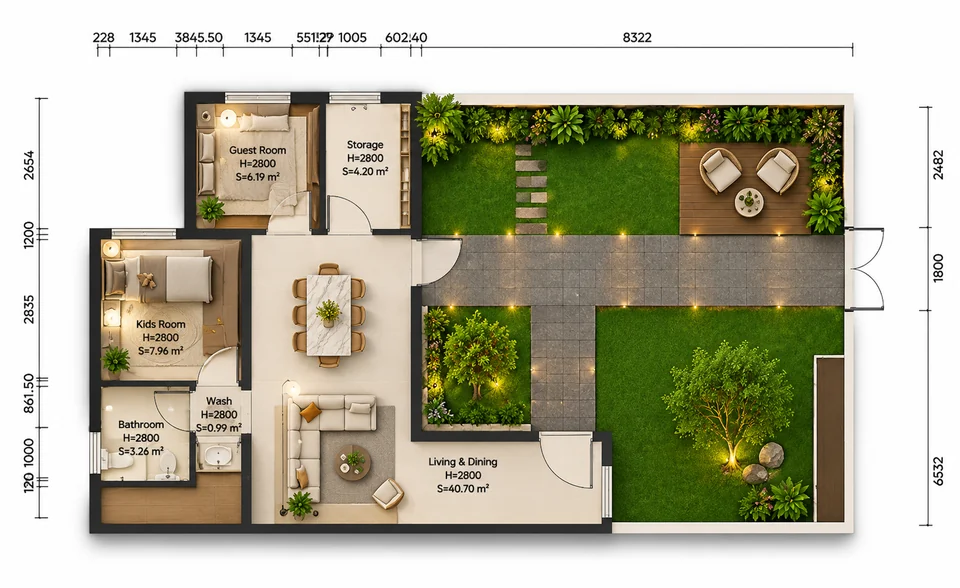 228 1345 3845.50 1345 551 1005 602.40 8322
2654
1200
2835
861.50
1000
120
Guest Room
H=2800
S=6.19 m²
Storage
H=2800
S=4.20 m²
Kids Room
H=2800
S=7.96 m²
Wash
H=2800
S=0.99 m²
Bathroom
H=2800
S=3.26 m²
Living & Dining
H=2800
S=40.70 m²
2482
1800
6532